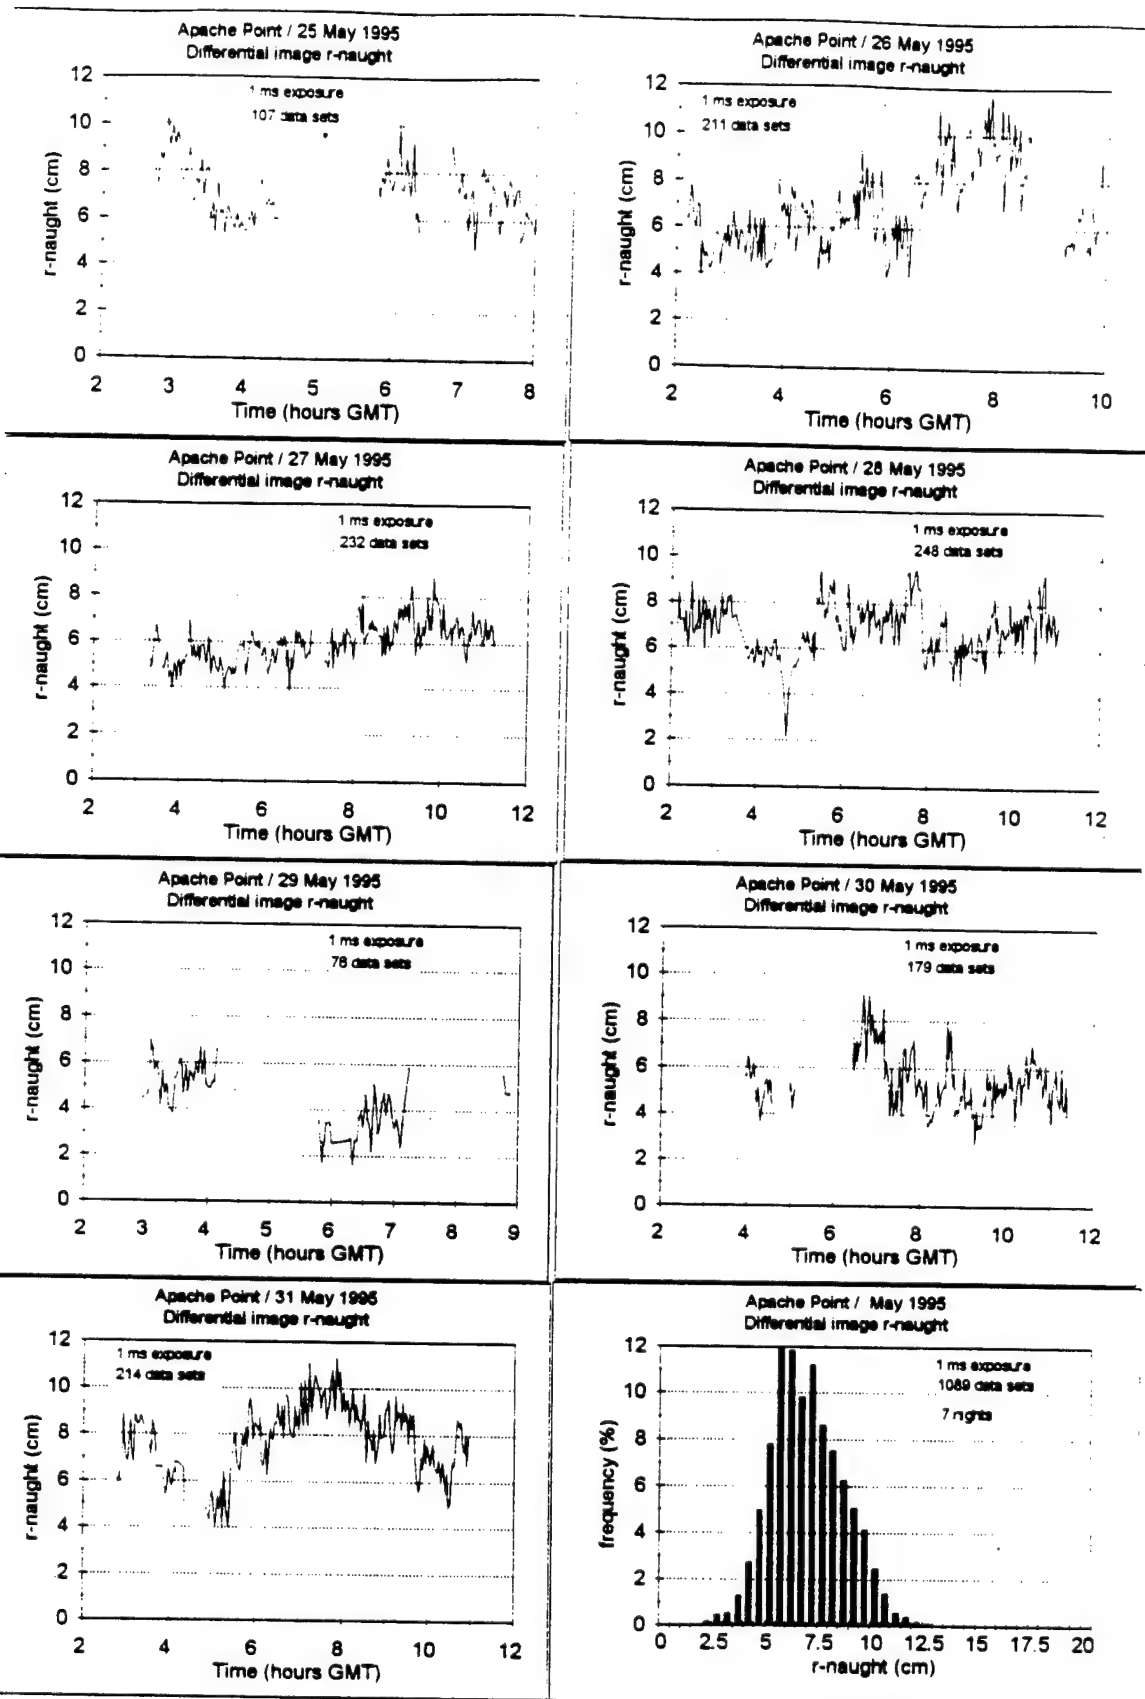 Apache Point / 25 May 1995
Differential image r-naught
1 ms exposure
107 data sets
r-naught (cm)
12
10
8
6
4
2
0
2 3 4 5 6 7 8
Time (hours GMT)
Apache Point / 26 May 1995
Differential image r-naught
1 ms exposure
211 data sets
r-naught (cm)
12
10
8
6
4
2
0
2 4 6 8 10
Time (hours GMT)
Apache Point / 27 May 1995
Differential image r-naught
1 ms exposure
232 data sets
r-naught (cm)
12
10
8
6
4
2
0
2 4 6 8 10 12
Time (hours GMT)
Apache Point / 28 May 1995
Differential image r-naught
1 ms exposure
248 data sets
r-naught (cm)
12
10
8
6
4
2
0
2 4 6 8 10 12
Time (hours GMT)
Apache Point / 29 May 1995
Differential image r-naught
1 ms exposure
78 data sets
r-naught (cm)
12
10
8
6
4
2
0
2 3 4 5 6 7 8 9
Time (hours GMT)
Apache Point / 30 May 1995
Differential image r-naught
1 ms exposure
179 data sets
r-naught (cm)
12
10
8
6
4
2
0
2 4 6 8 10 12
Time (hours GMT)
Apache Point / 31 May 1995
Differential image r-naught
1 ms exposure
214 data sets
r-naught (cm)
12
10
8
6
4
2
0
2 4 6 8 10 12
Time (hours GMT)
Apache Point / May 1995
Differential image r-naught
1 ms exposure
1089 data sets
7 nights
frequency (%)
12
10
8
6
4
2
0
0 2.5 5 7.5 10 12.5 15 17.5 20
r-naught (cm)